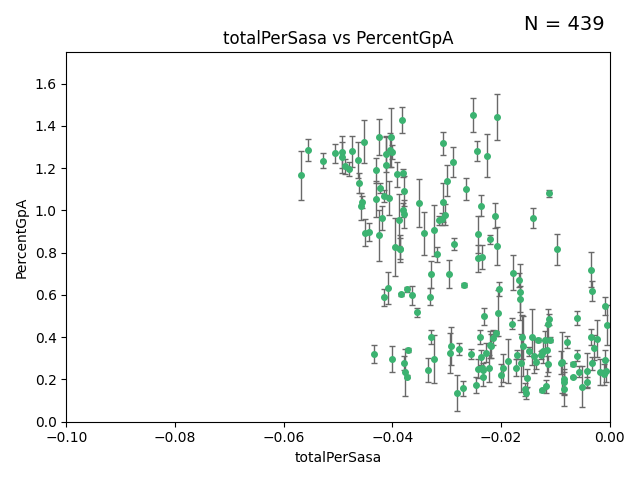 N = 439
totalPerSasa vs PercentGpA
PercentGpA
1.6
1.4
1.2
1.0
0.8
0.6
0.4
0.2
0.0
−0.10 −0.08 −0.06 −0.04 −0.02 0.00
totalPerSasa